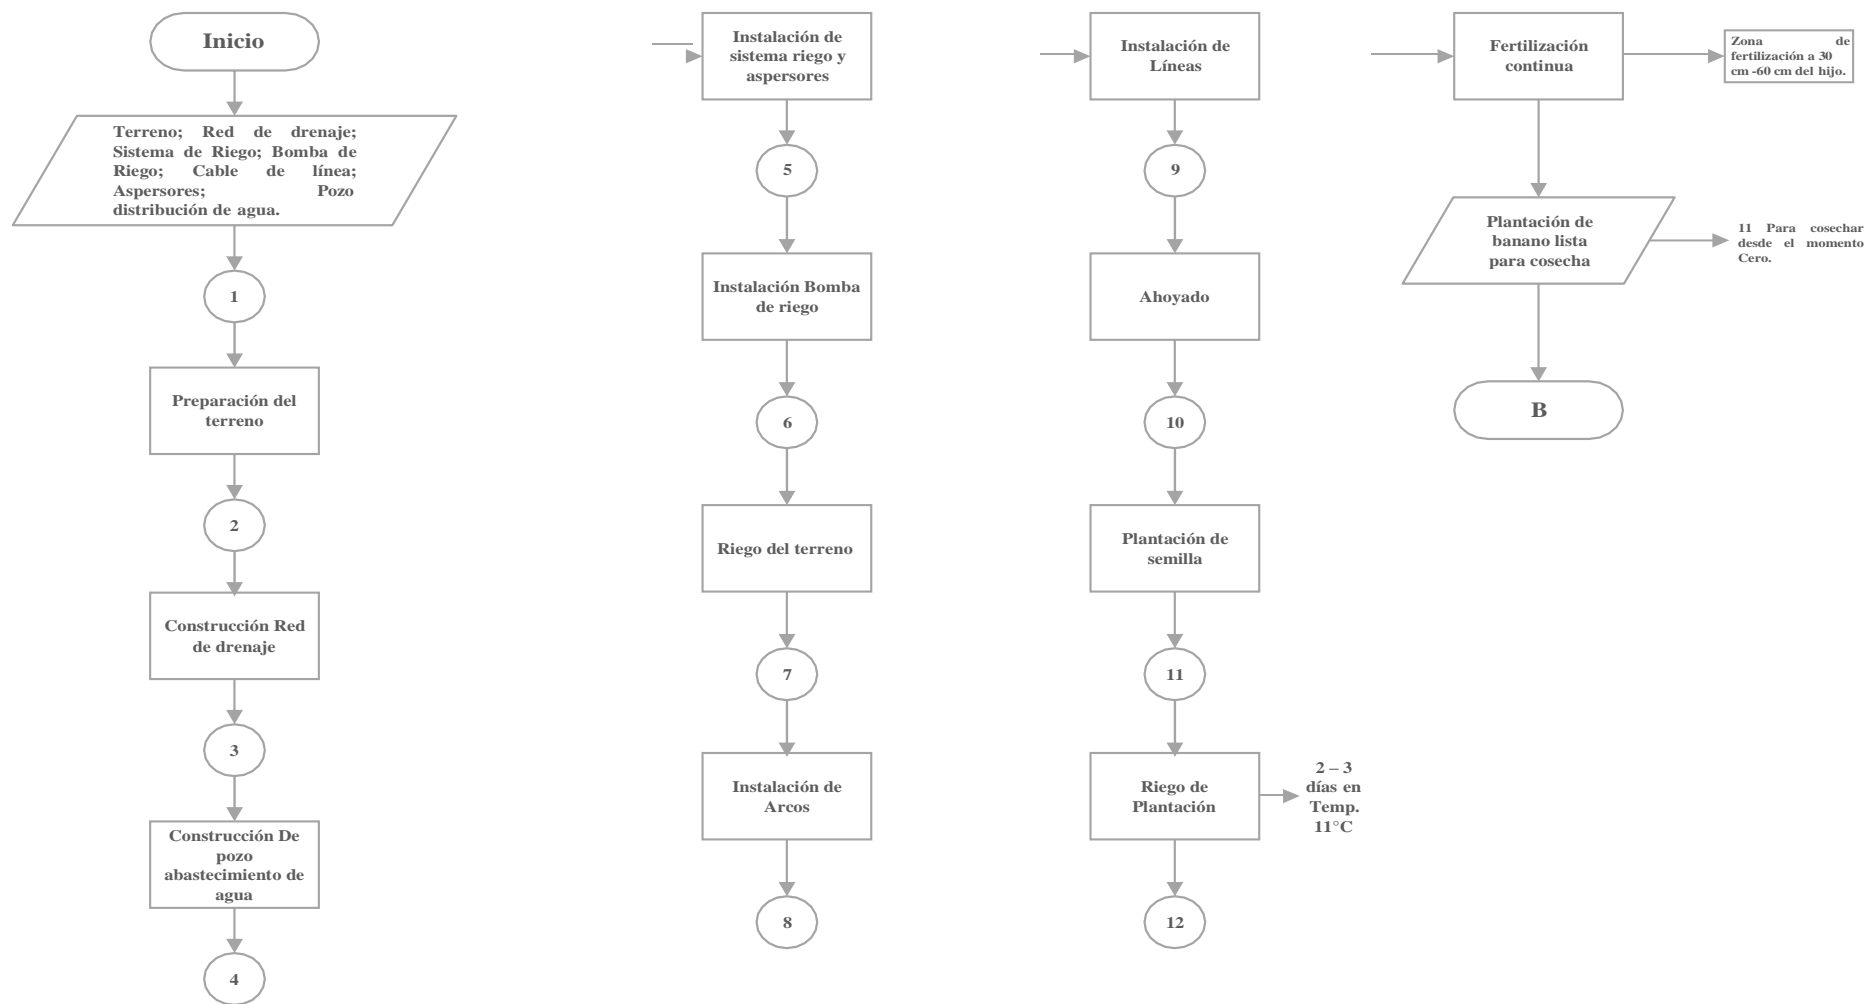 Inicio
Terreno; Red de drenaje;
Sistema de Riego; Bomba de
Riego; Cable de línea;
Aspersores; Pozo
distribución de agua.
1
Preparación del
terreno
2
Construcción Red
de drenaje
3
Construcción De
pozo
abastecimiento de
agua
4
Instalación de
sistema riego y
aspersores
5
Instalación Bomba
de riego
6
Riego del terreno
7
Instalación de
Arcos
8
Instalación de
Líneas
9
Ahoyado
10
Plantación de
semilla
11
Riego de
Plantación
2 – 3
días en
Temp.
11°C
12
Fertilización
continua
Zona de
fertilización a 30
cm -60 cm del hijo.
Plantación de
banano lista
para cosecha
11 Para cosechar
desde el momento
Cero.
B